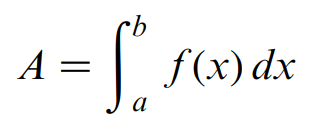 A = ∫_a^b f(x) dx